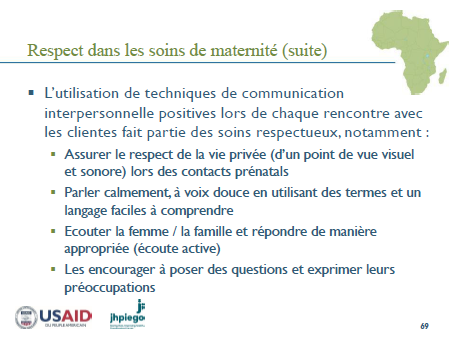 Respect dans les soins de maternité (suite)
L'utilisation de techniques de communication
interpersonnelle positives lors de chaque rencontre avec
les clientes fait partie des soins respectueux, notamment :
Assurer le respect de la vie privée (d'un point de vue visuel
et sonore) lors des contacts prénatals
Parler calmement, à voix douce en utilisant des termes et un
langage faciles à comprendre
Ecouter la femme / la famille et répondre de manière
appropriée (écoute active)
Les encourager à poser des questions et exprimer leurs
préoccupations
USAID
DU PEUPLE AMERICAIN
jhpiego
69